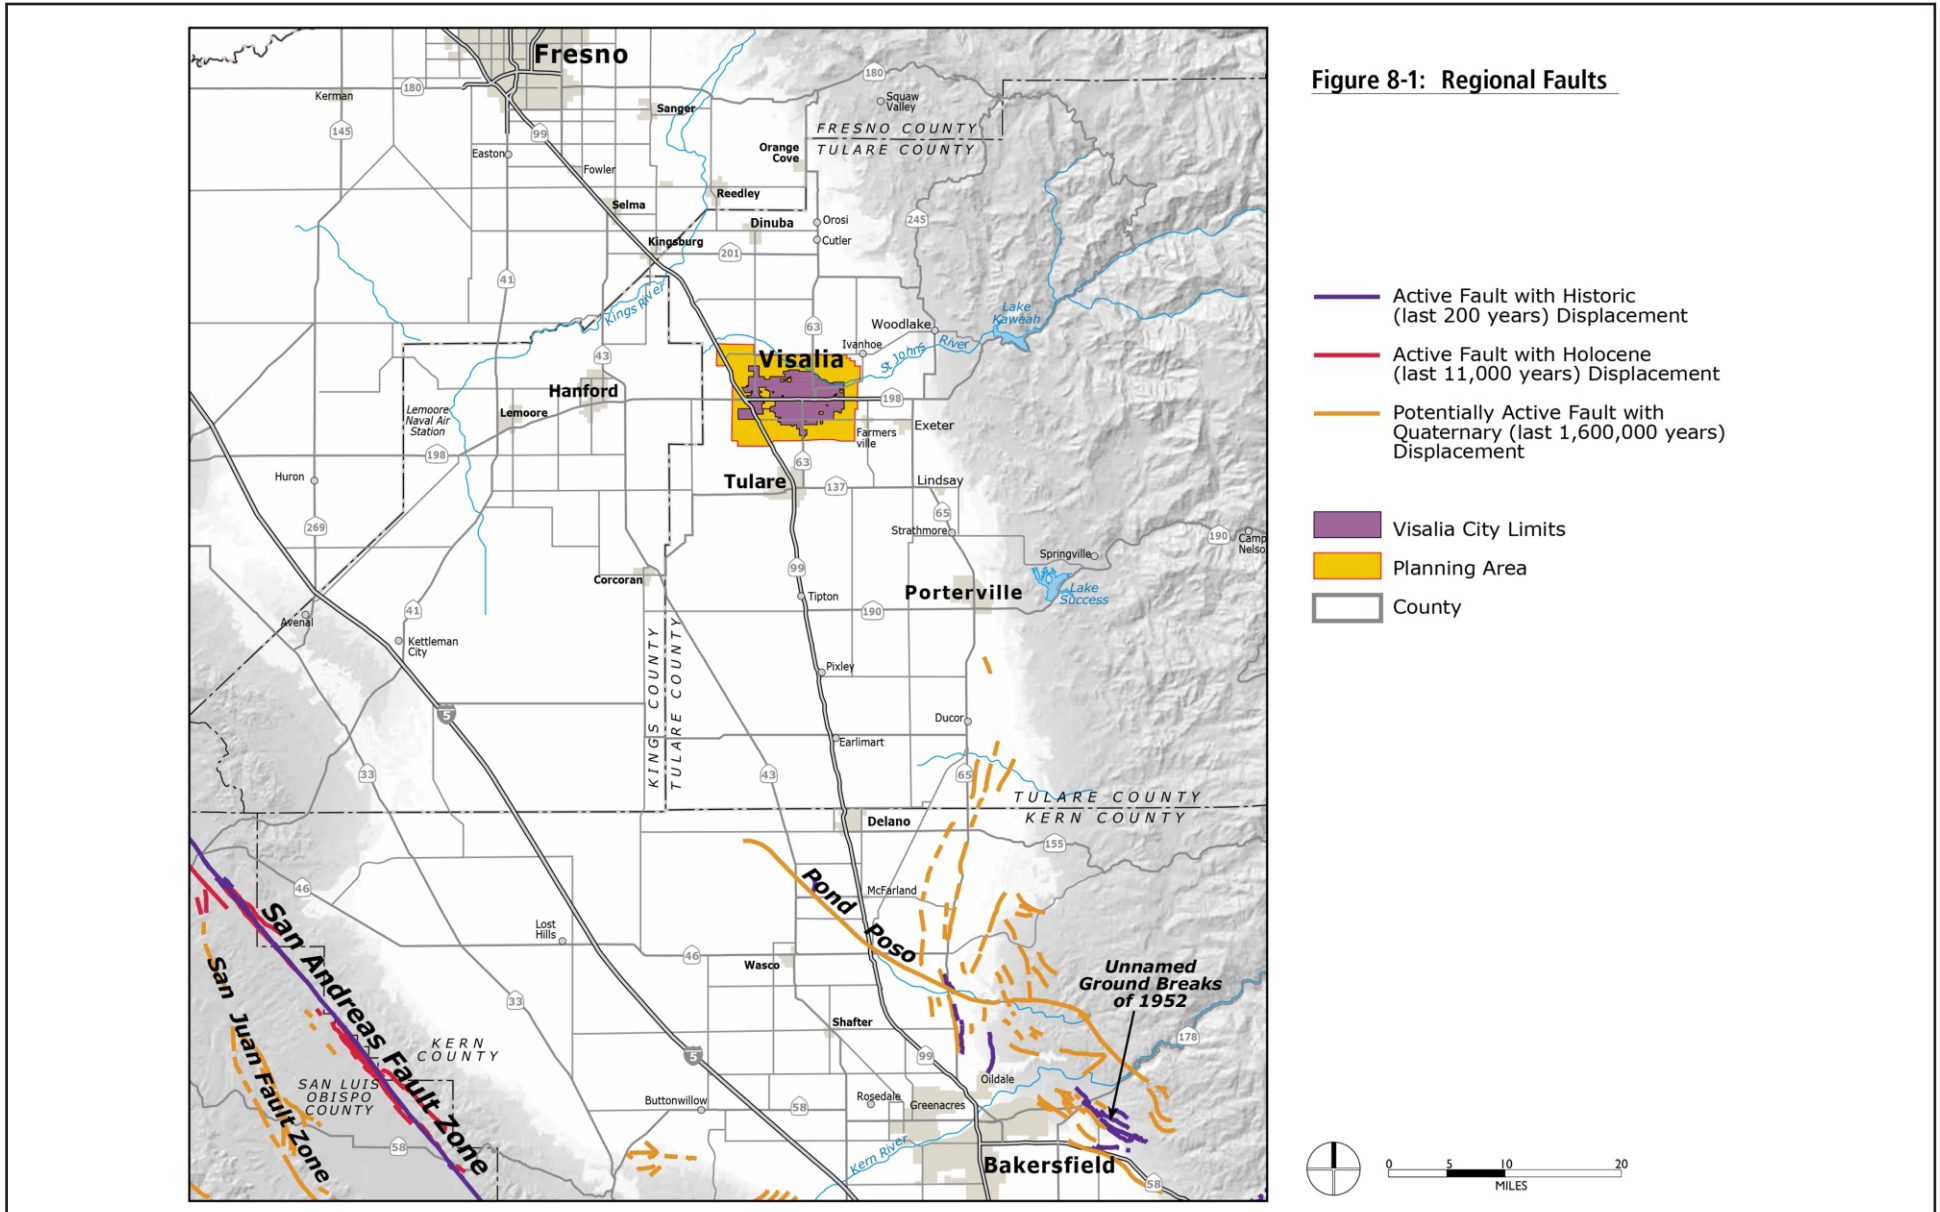 Figure 8-1: Regional Faults
Active Fault with Historic
(last 200 years) Displacement
Active Fault with Holocene
(last 11,000 years) Displacement
Potentially Active Fault with
Quaternary (last 1,600,000 years)
Displacement
Visalia City Limits
Planning Area
County
0 5 10 20
MILES
Fresno
Kerman
180
180
Squaw
Valley
Sanger
145
99
FRESNO COUNTY
TULARE COUNTY
Easton
Orange
Cove
Fowler
Reedley
Selma
Dinuba
Orosi
245
Kingsburg
Cutler
201
41
Kings River
Lake
Kaweah
63
Woodlake
Ivanhoe
St Johns River
43
Visalia
Hanford
198
Lemoore
Naval Air
Station
Lemoore
Farmers
ville
Exeter
198
63
Huron
Tulare
137
Lindsay
65
269
Strathmore
190
Camp
Nelso
Springville
99
Corcoran
Tipton
Porterville
Lake
Success
41
190
Avenal
Kettleman
City
KINGS COUNTY
TULARE COUNTY
Pixley
5
Ducor
Earlimart
33
43
65
TULARE COUNTY
KERN COUNTY
Delano
155
46
Pond
McFarland
San Andreas Fault Zone
Lost
Hills
Poso
46
Wasco
Unnamed
Ground Breaks
of 1952
San Juan Fault Zone
33
Shafter
178
KERN
COUNTY
5
99
Oildale
SAN LUIS
OBISPO
COUNTY
Buttonwillow
58
Rosedale
Greenacres
58
Kern River
Bakersfield
58